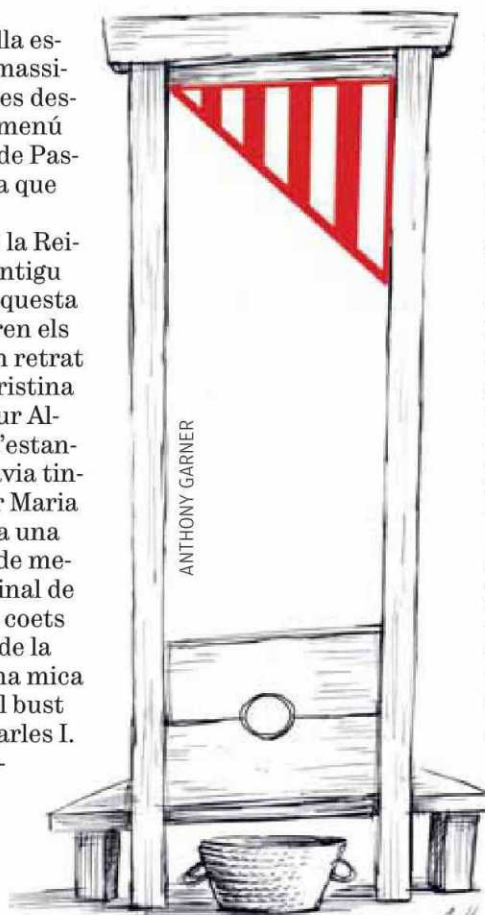 lla es-
massi-
es des-
menú
de Pas-
a que
la Rei-
ntigu
questa
ren els
n retrat
ristina
ur Al-
'estan-
avia tin-
r Maria
a una
de me-
inal de
coets
de la
na mica
l bust
arles I.
-
ANTHONY GARNER